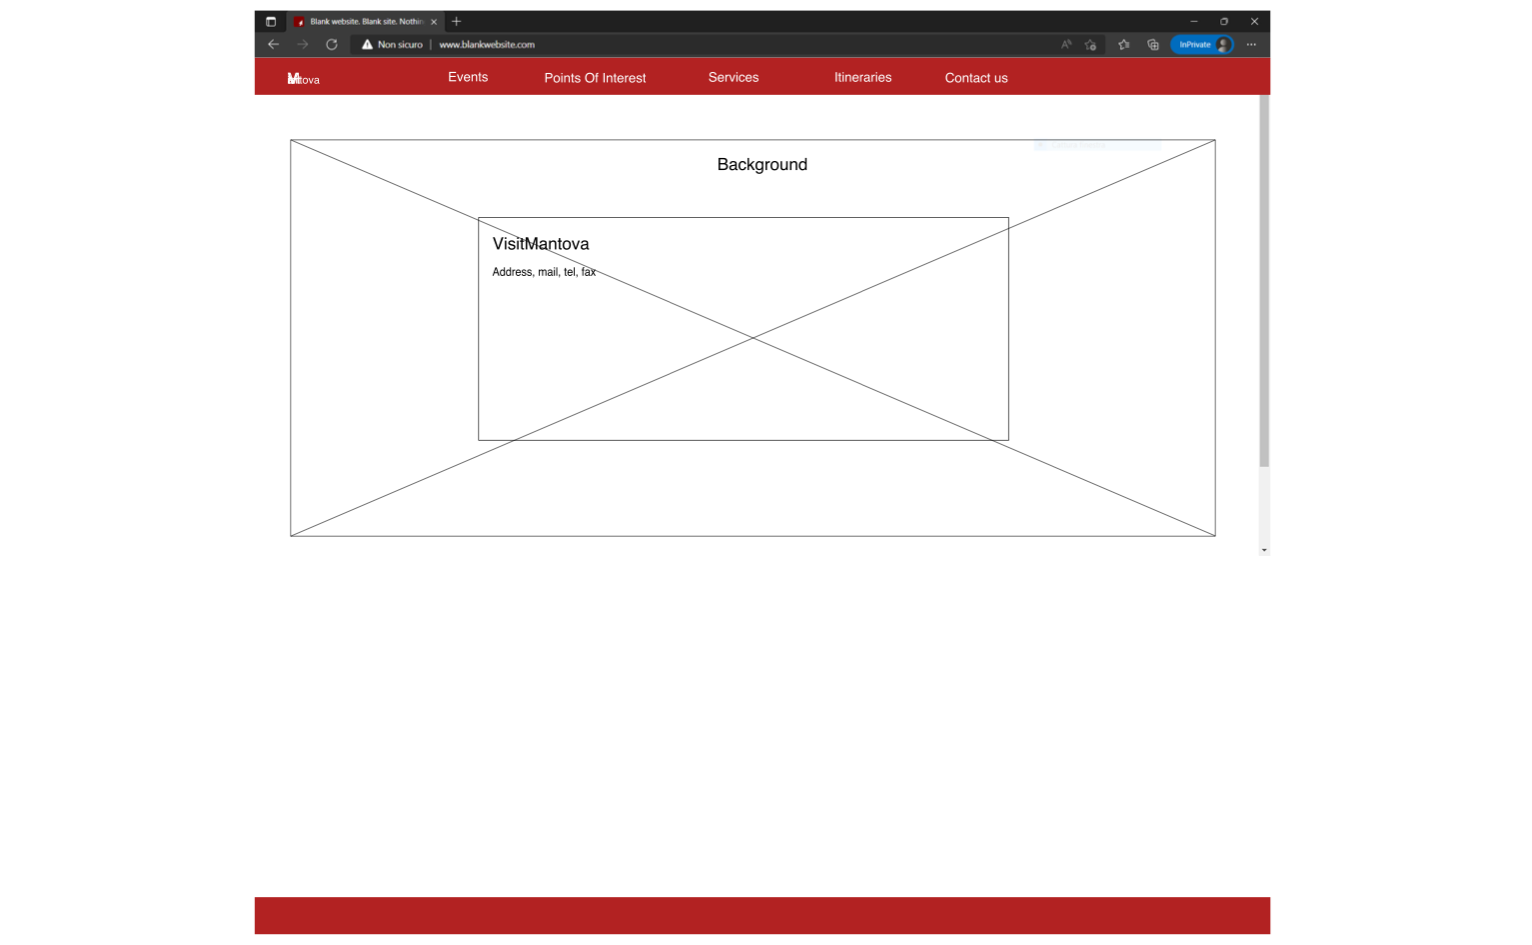 Blank website. Blank site. Nothin
Non sicuro | www.blankwebsite.com
InPrivate
Mantova
Events
Points Of Interest
Services
Itineraries
Contact us
Background
VisitMantova
Address, mail, tel, fax